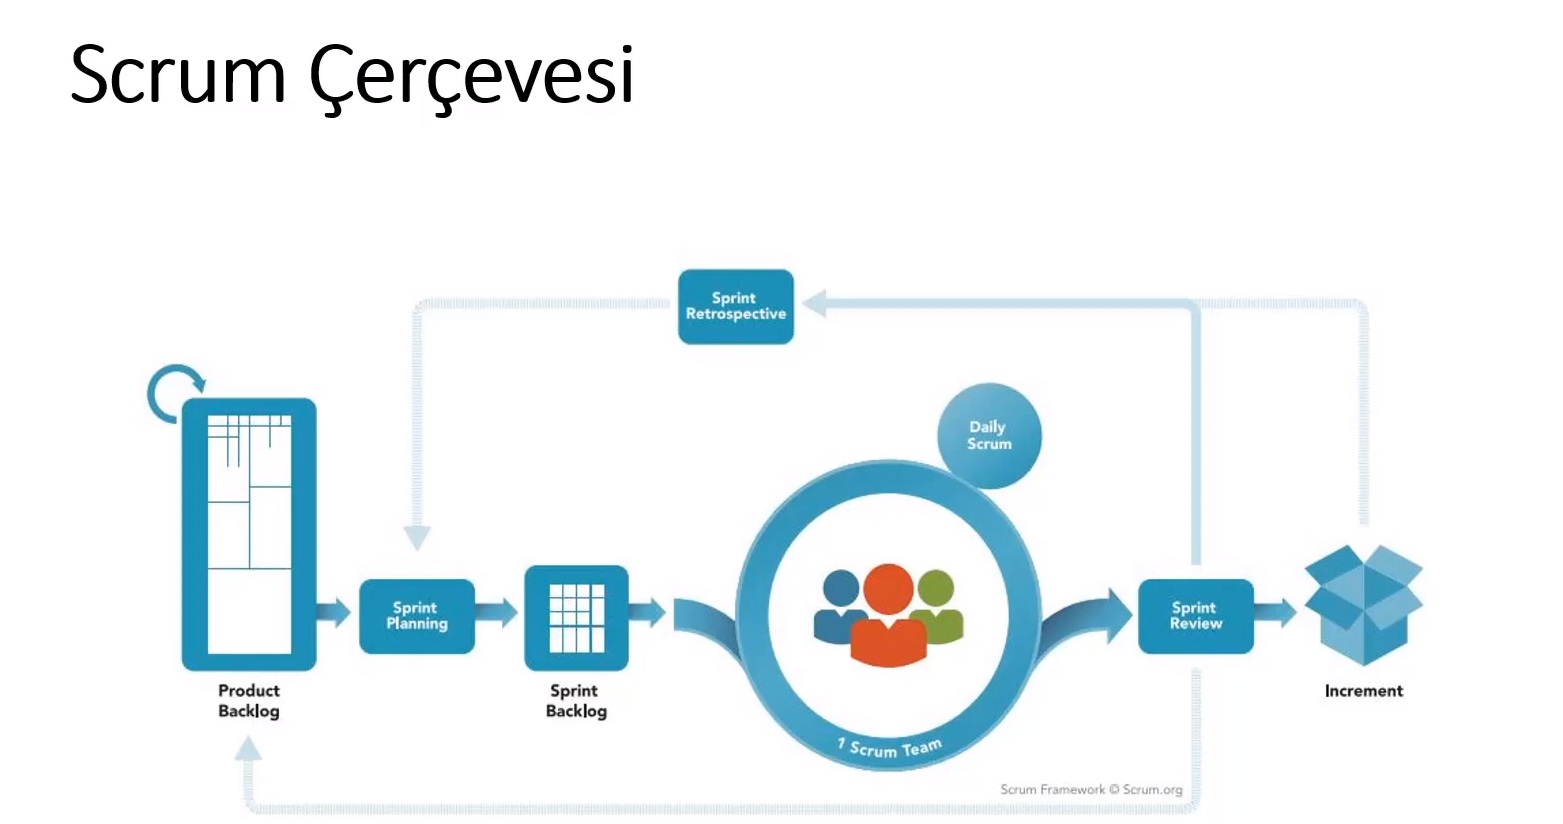 Scrum Çerçevesi
Sprint
Retrospective
Daily
Scrum
Sprint
Planning
Sprint
Review
Product
Backlog
Sprint
Backlog
Increment
1 Scrum Team
Scrum Framework © Scrum.org